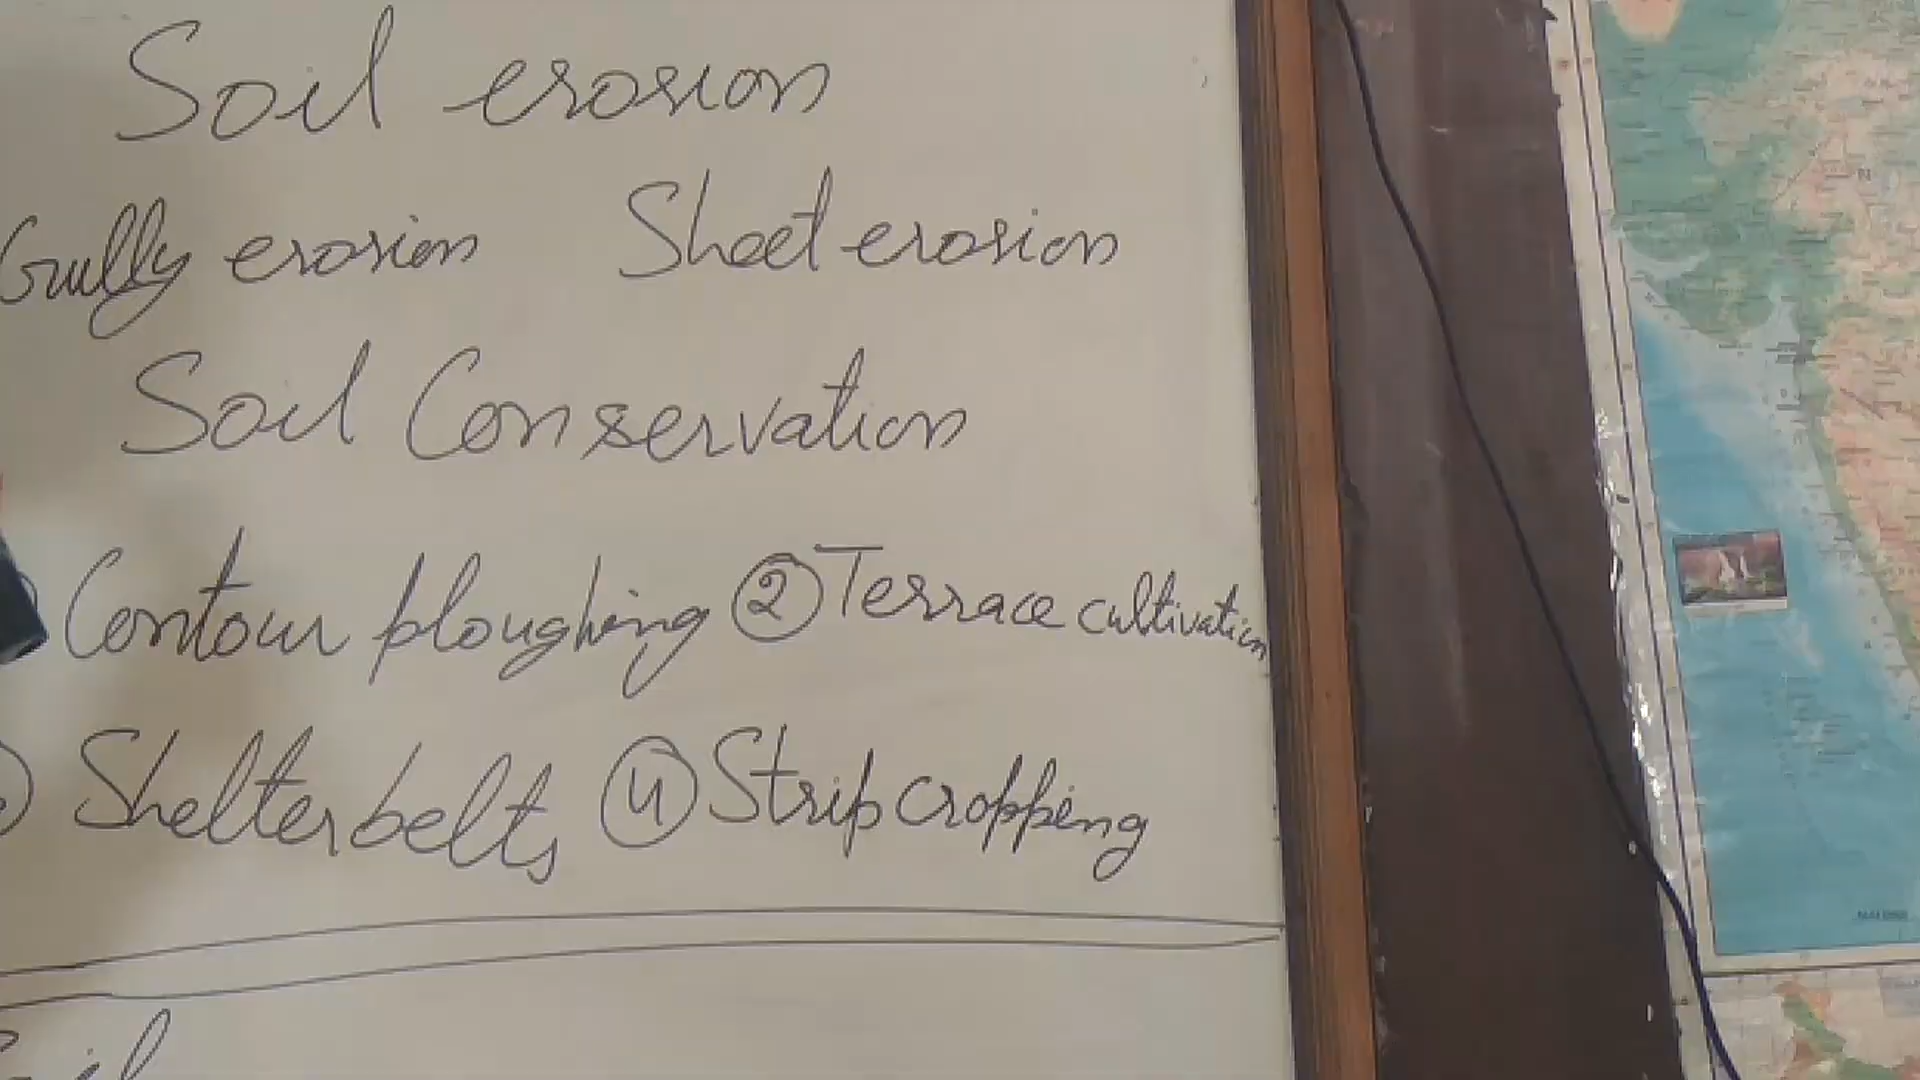 Soil erosion
Gully erosion Sheet erosion
Soil Conservation
Contour ploughing ② Terrace cultivation
Shelterbelts ④ Strip cropping